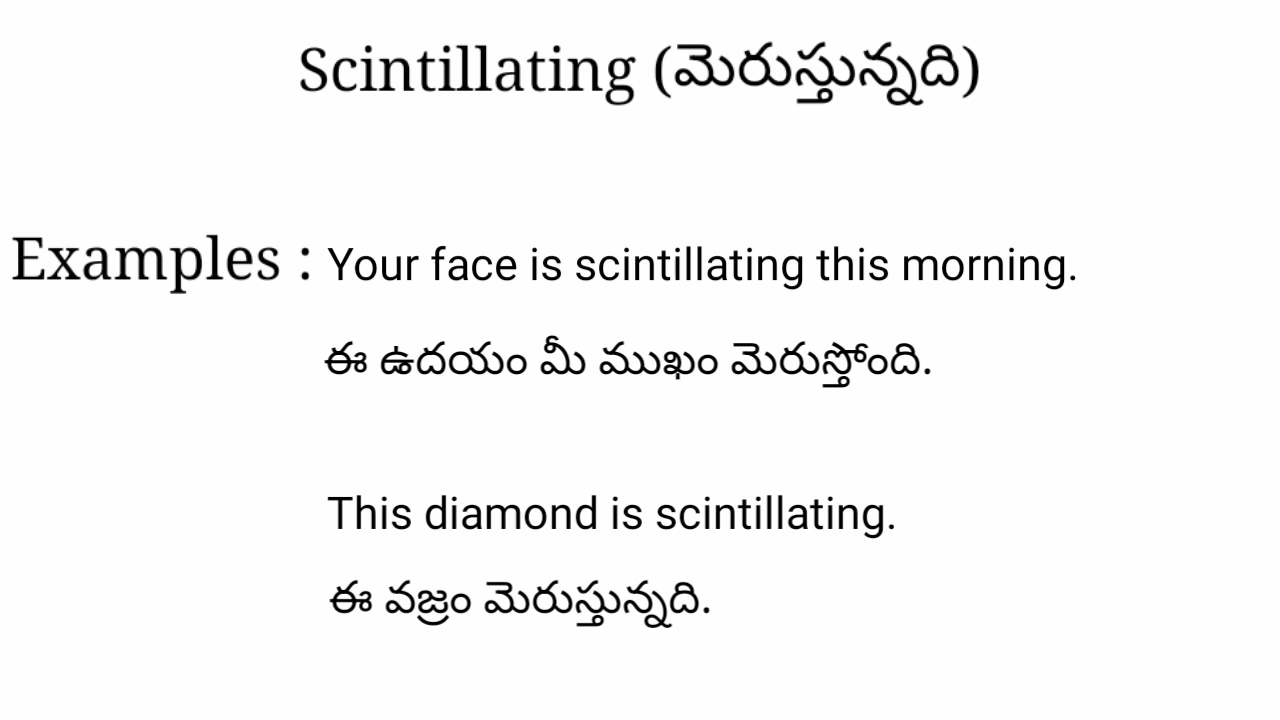 Scintillating (మెరుస్తున్నది)
Examples : Your face is scintillating this morning.
ఈ ఉదయం మీ ముఖం మెరుస్తోంది.
This diamond is scintillating.
ఈ వజ్రం మెరుస్తున్నది.